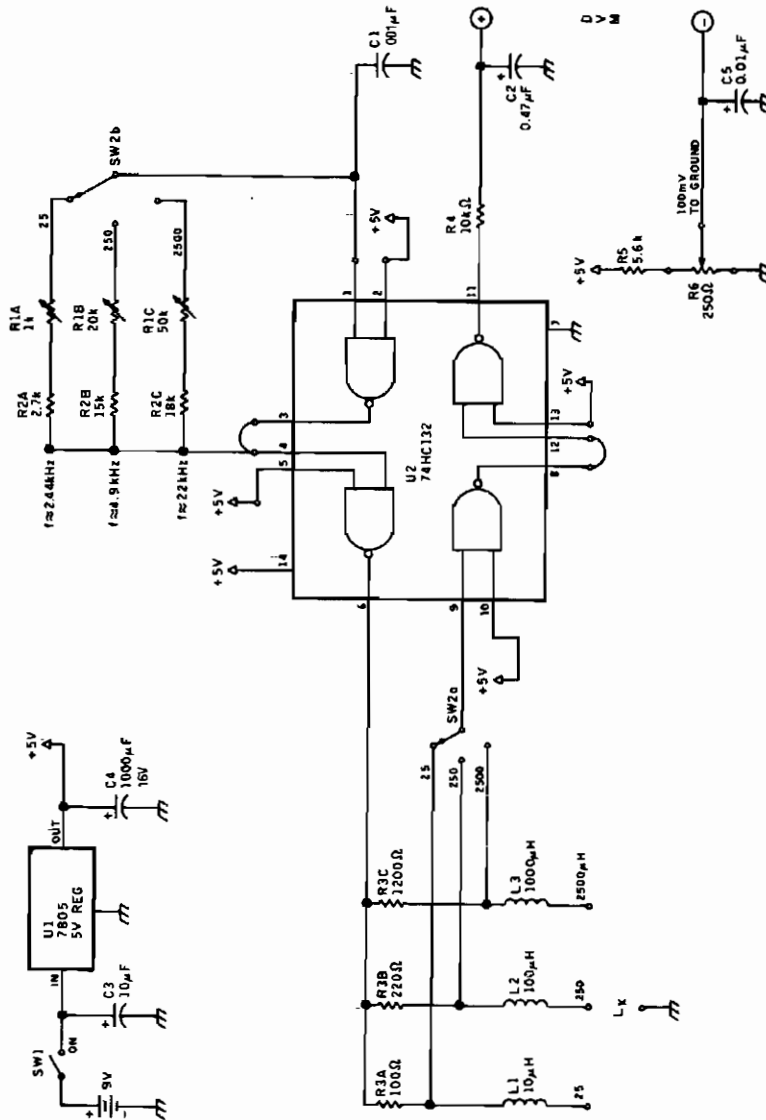 SW1
ON
9V
C3
10µF
IN
U1
7805
5V REG
OUT
C4
1000µF
16V
+5V
f≈2.44kHz
f≈4.9kHz
f≈22kHz
R2A
2.7k
R2B
15k
R2C
18k
R1A
1k
R1B
20k
R1C
50k
25
250
2500
SW2b
C1
001µF
+5V
+5V
+5V
14
5
4
3
1
2
6
U2
74HC132
9
10
8
12
13
7
11
+5V
+5V
R4
10kΩ
C2
0.47µF
+
DVM
-
R3A
100Ω
R3B
220Ω
R3C
1200Ω
25
250
2500
SW2a
L1
10µH
L2
100µH
L3
1000µH
25
250
2500µH
Lx
+5V
R5
5.6k
R6
250Ω
100mV
TO GROUND
C5
0.01µF